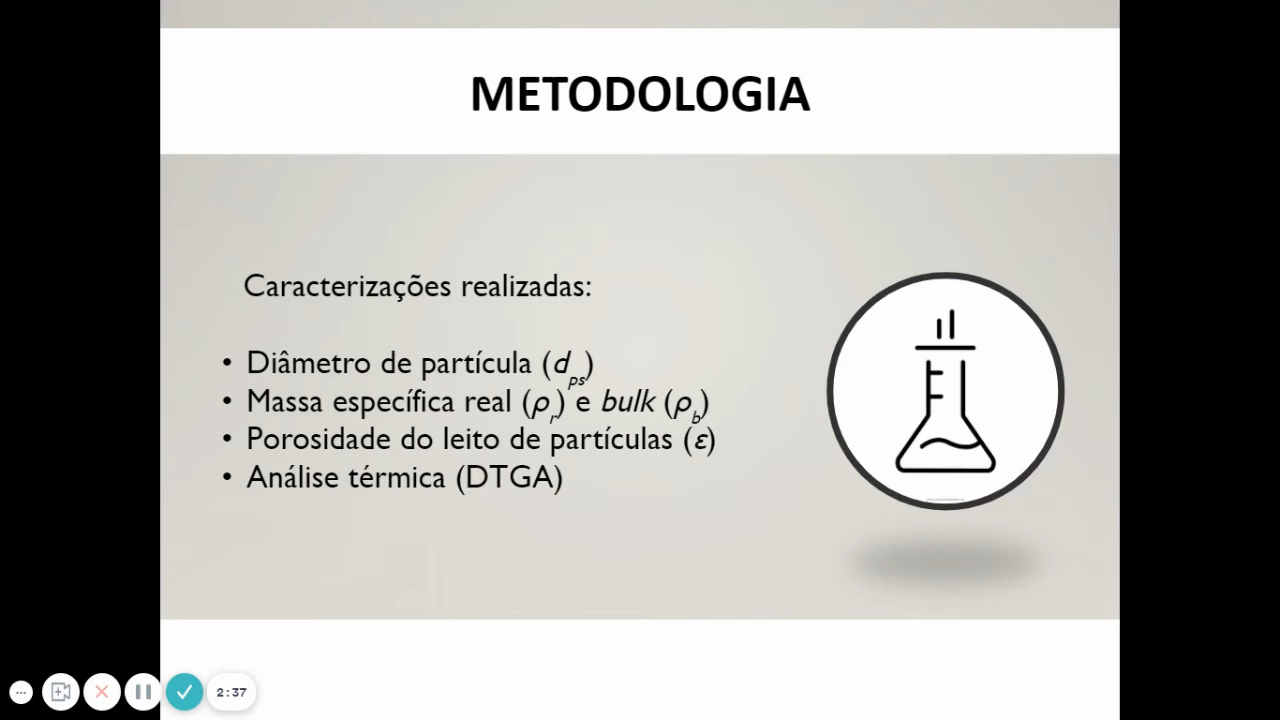 METODOLOGIA
Caracterizações realizadas:
• Diâmetro de partícula (dps)
• Massa específica real (ρr) e bulk (ρb)
• Porosidade do leito de partículas (ε)
• Análise térmica (DTGA)
2:37